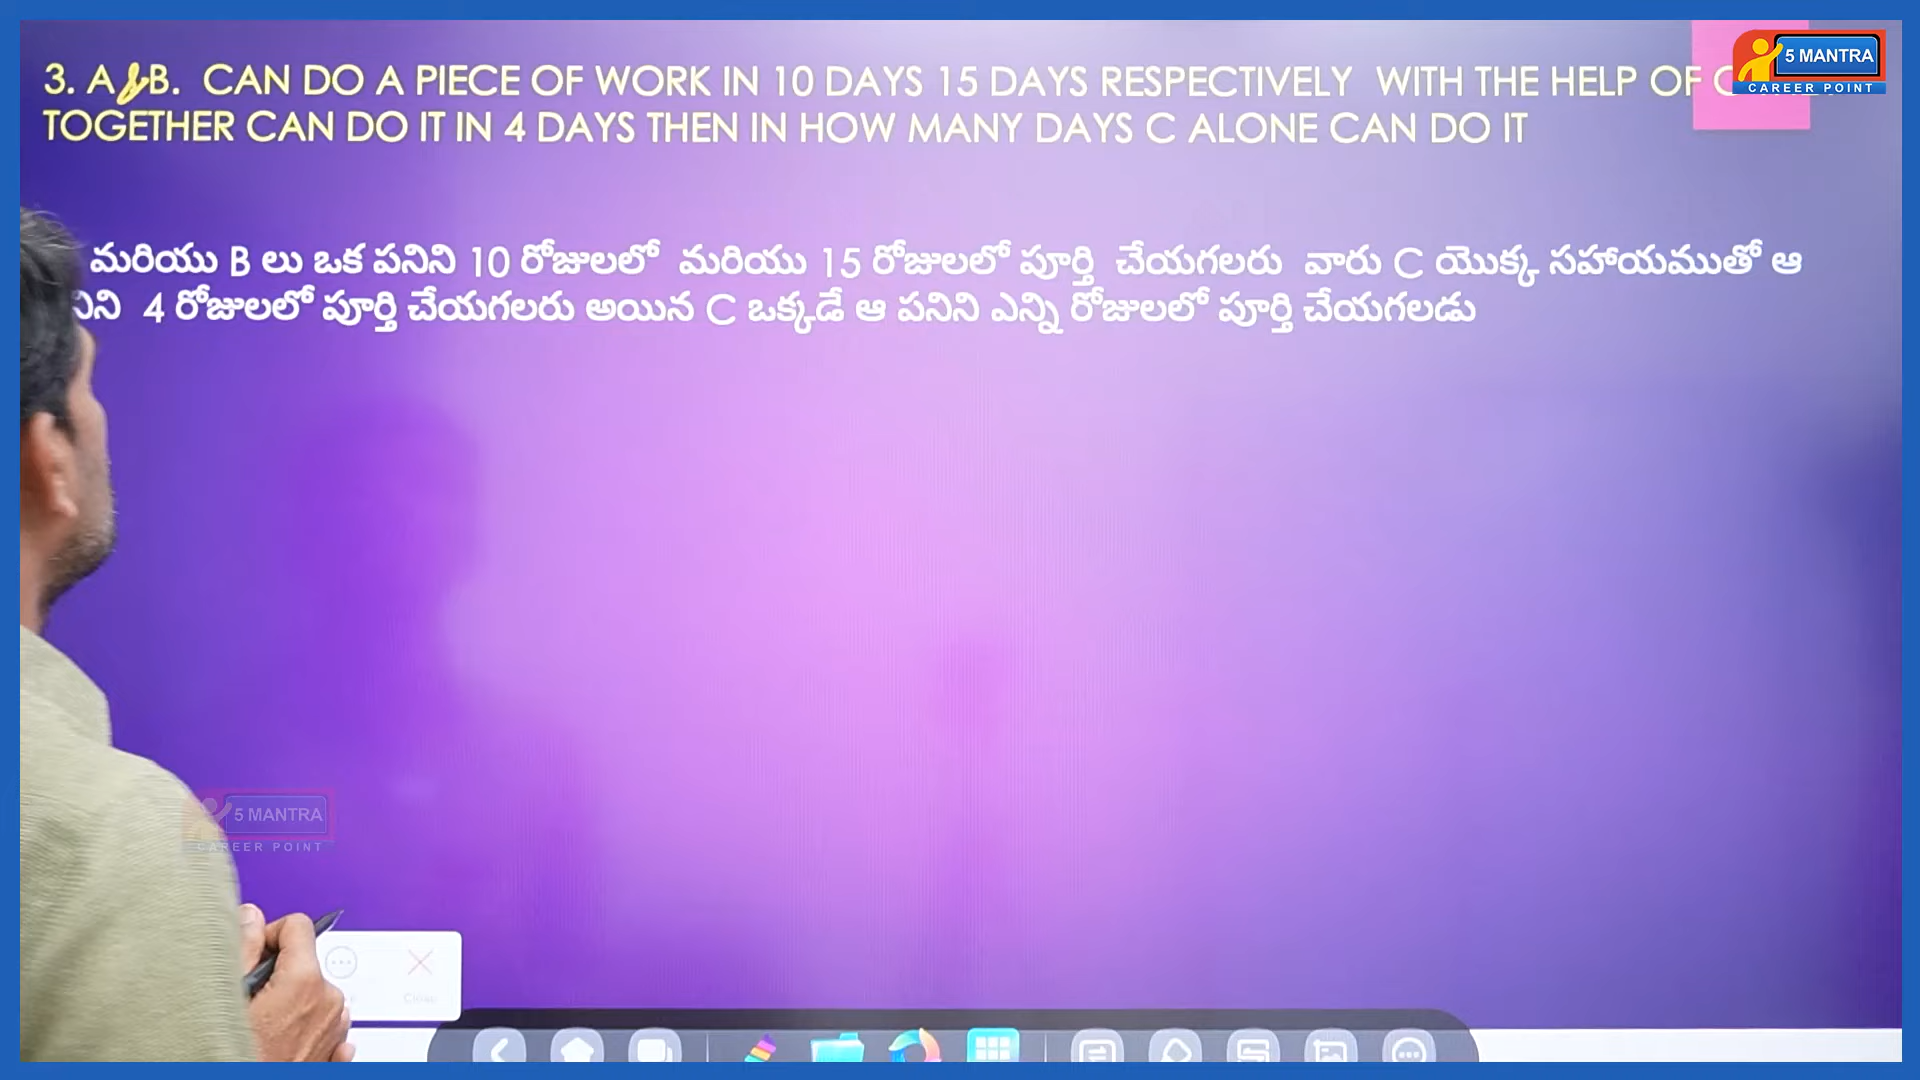 3. A & B. CAN DO A PIECE OF WORK IN 10 DAYS 15 DAYS RESPECTIVELY WITH THE HELP OF
TOGETHER CAN DO IT IN 4 DAYS THEN IN HOW MANY DAYS C ALONE CAN DO IT
5 MANTRA
CAREER POINT
మరియు B లు ఒక పనిని 10 రోజులలో మరియు 15 రోజులలో పూర్తి చేయగలరు వారు C యొక్క సహాయముతో ఆ
4 రోజులలో పూర్తి చేయగలరు అయిన C ఒక్కడే ఆ పనిని ఎన్ని రోజులలో పూర్తి చేయగలడు
5 MANTRA
CAREER POINT
Close